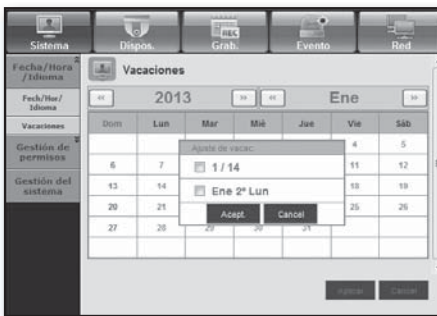 Sistema
Dispos.
REC
Grab.
Evento
Red
Fecha/Hora
/Idioma
Fech/Hor/
Idioma
Vacaciones
Gestión de
permisos
Gestión del
sistema
Vacaciones
<< 2013 >> << Ene >>
Dom Lun Mar Mié Jue Vie Sáb
4 5
6 7 11 12
13 14 18 19
20 21 25 26
27 28 29 30 31
Ajuste de vacac.
1 / 14
Ene 2º Lun
Acept. Cancel
Aplicar Cancel